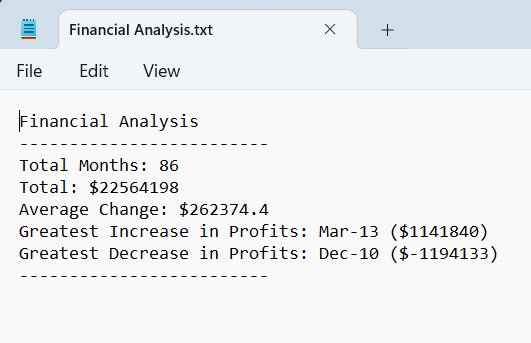 Financial Analysis.txt
File Edit View
Financial Analysis
-------------------------
Total Months: 86
Total: $22564198
Average Change: $262374.4
Greatest Increase in Profits: Mar-13 ($1141840)
Greatest Decrease in Profits: Dec-10 ($-1194133)
-------------------------